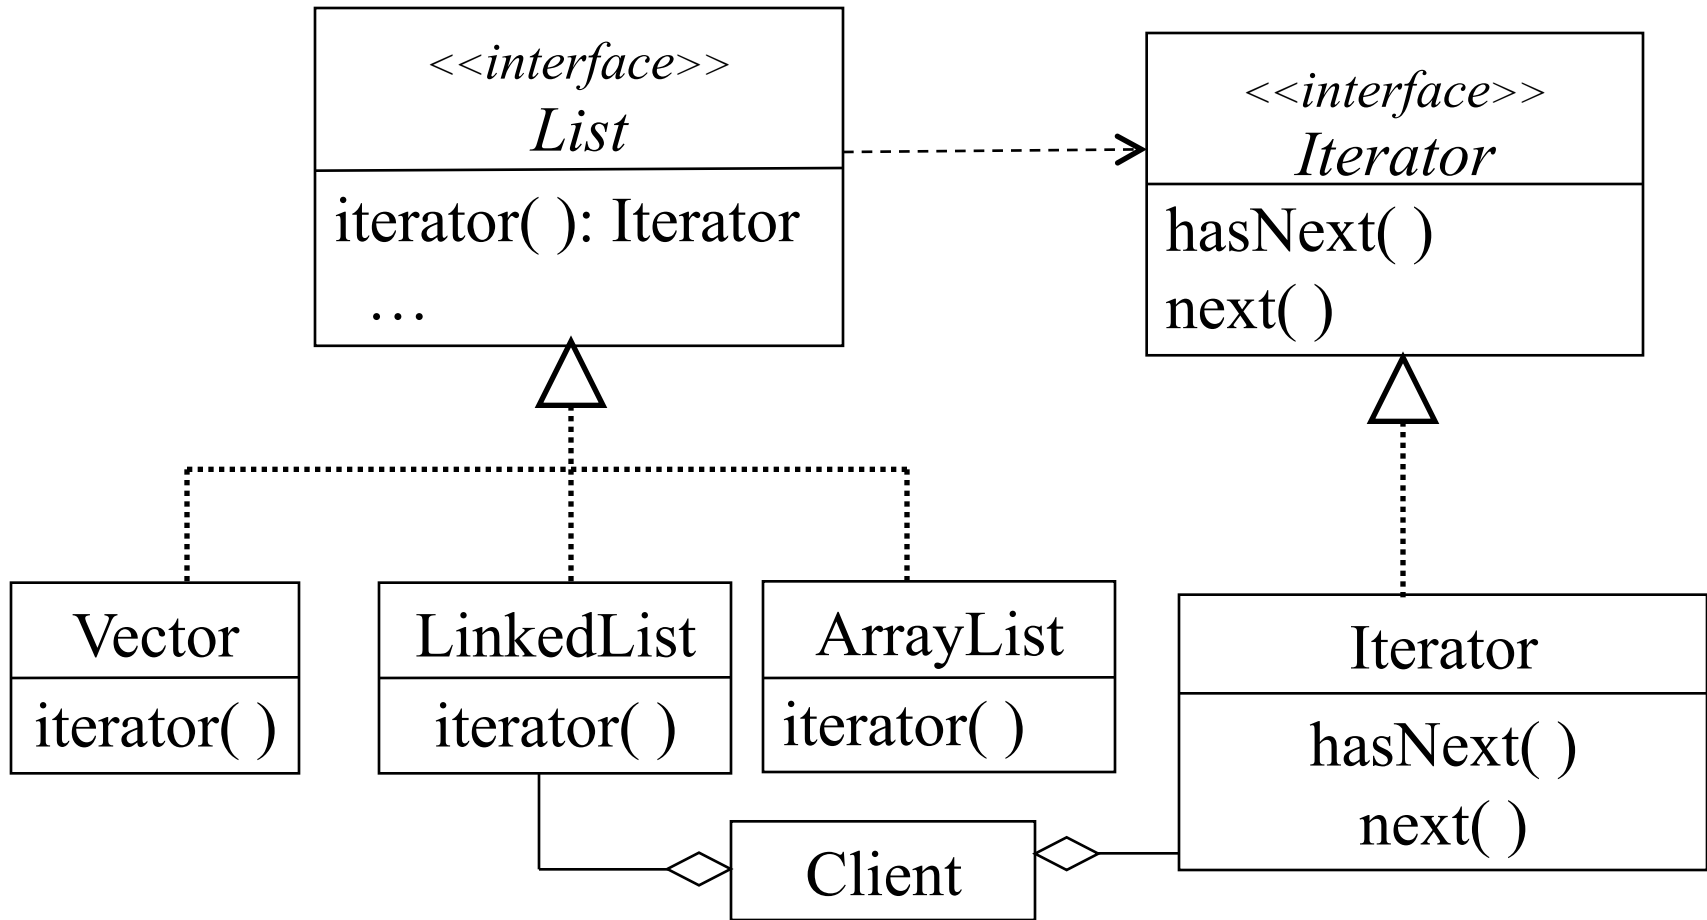 <<interface>>
List
iterator( ): Iterator
…
<<interface>>
Iterator
hasNext( )
next( )
Vector
iterator( )
LinkedList
iterator( )
ArrayList
iterator( )
Iterator
hasNext( )
next( )
Client